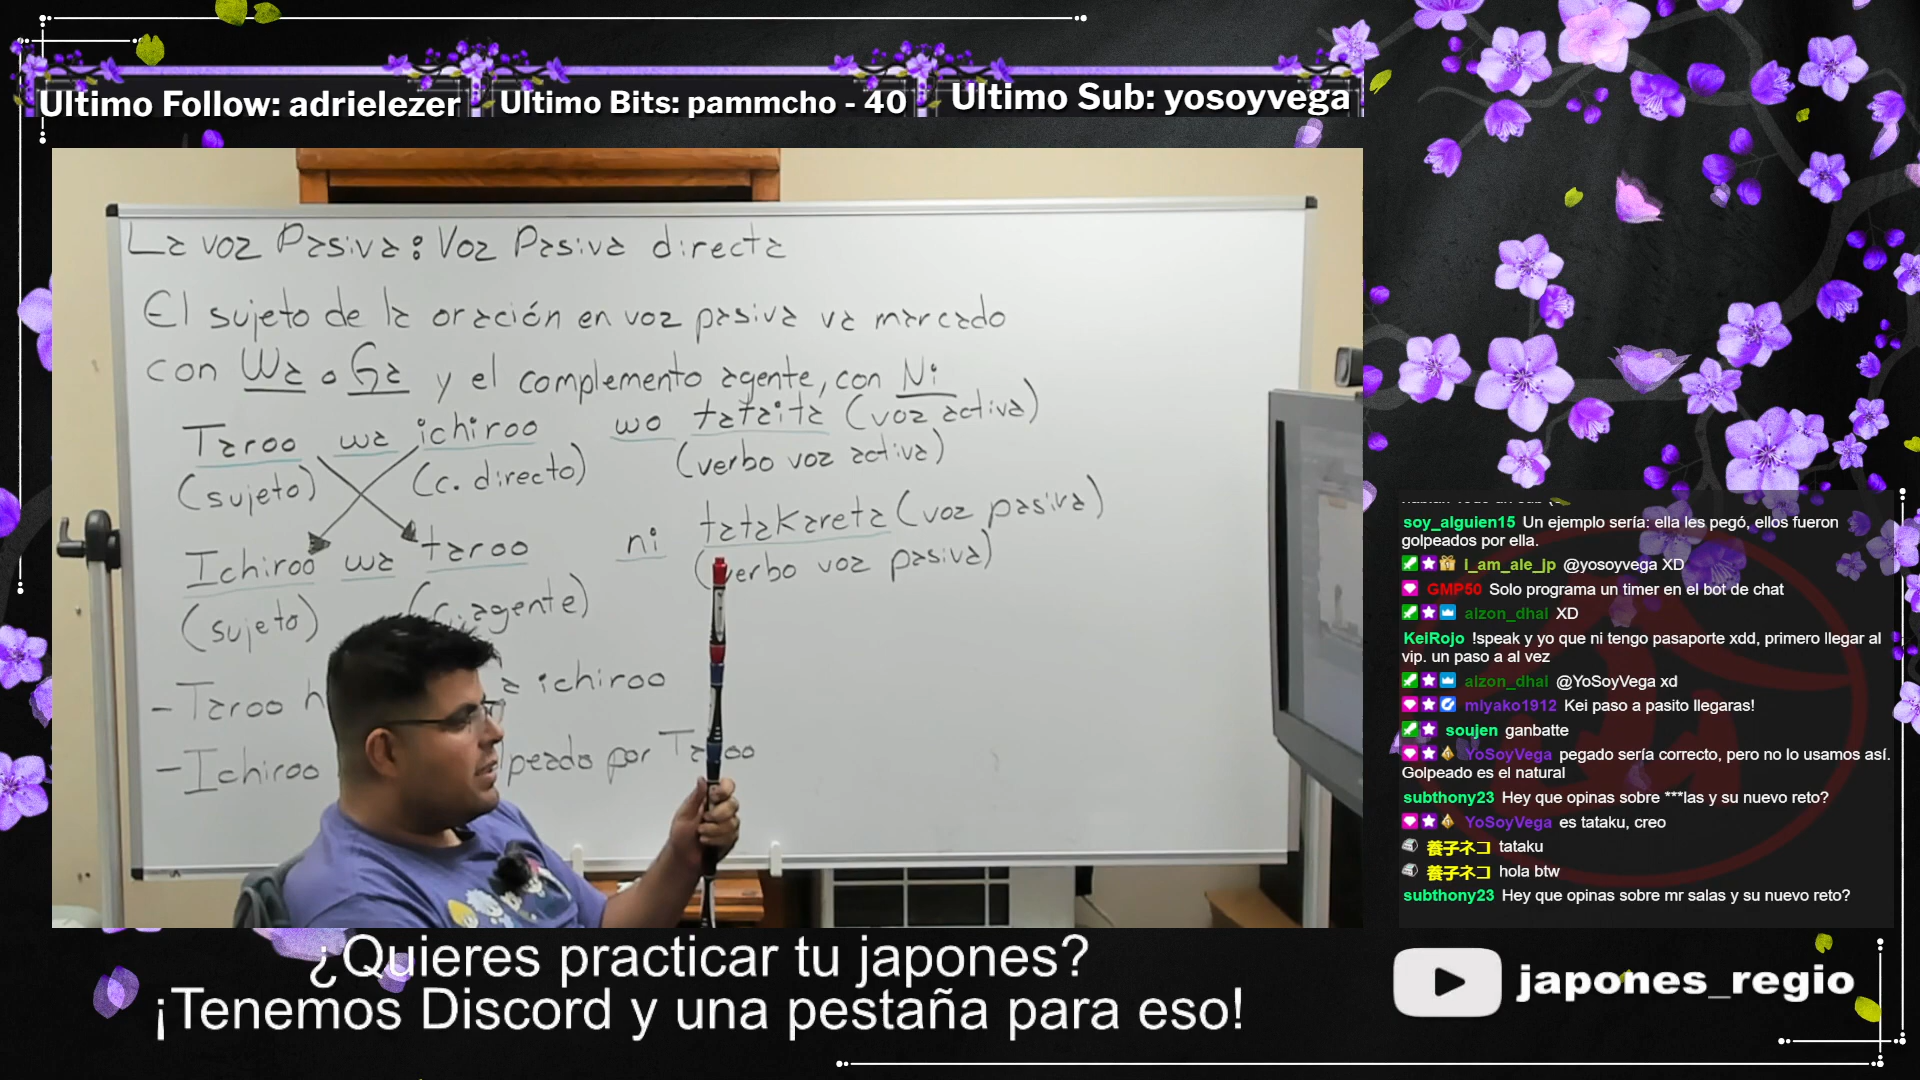 Ultimo Follow: adrielezer
Ultimo Bits: pammcho - 40
Ultimo Sub: yosoyvega
La voz Pasiva: Voz Pasiva directa
El sujeto de la oración en voz pasiva va marcado
con Wa o Ga y el complemento agente, con Ni
Taroo wa ichiroo wo tataita (voz activa)
(sujeto) (c. directo) (verbo voz activa)
Ichiroo wa taroo ni tatakareta (voz pasiva)
(sujeto) (c. agente) (verbo voz pasiva)
- Taroo ichiroo
- Ichiroo por
soy_alguien15 Un ejemplo sería: ella les pegó, ellos fueron
golpeados por ella.
I_am_ale_jp @yosoyvega XD
GMP50 Solo programa un timer en el bot de chat
aizon_dhal XD
KeiRojo !speak y yo que ni tengo pasaporte xdd, primero llegar al
vip. un paso a al vez
aizon_dhal @YoSoyVega xd
miyako1912 Kei paso a pasito llegaras!
soujen ganbatte
YoSoyVega pegado sería correcto, pero no lo usamos así.
Golpeado es el natural
subthony23 Hey que opinas sobre ***las y su nuevo reto?
YoSoyVega es tataku, creo
養子ネコ tataku
養子ネコ hola btw
subthony23 Hey que opinas sobre mr salas y su nuevo reto?
¿Quieres practicar tu japones?
¡Tenemos Discord y una pestaña para eso!
japones_regio